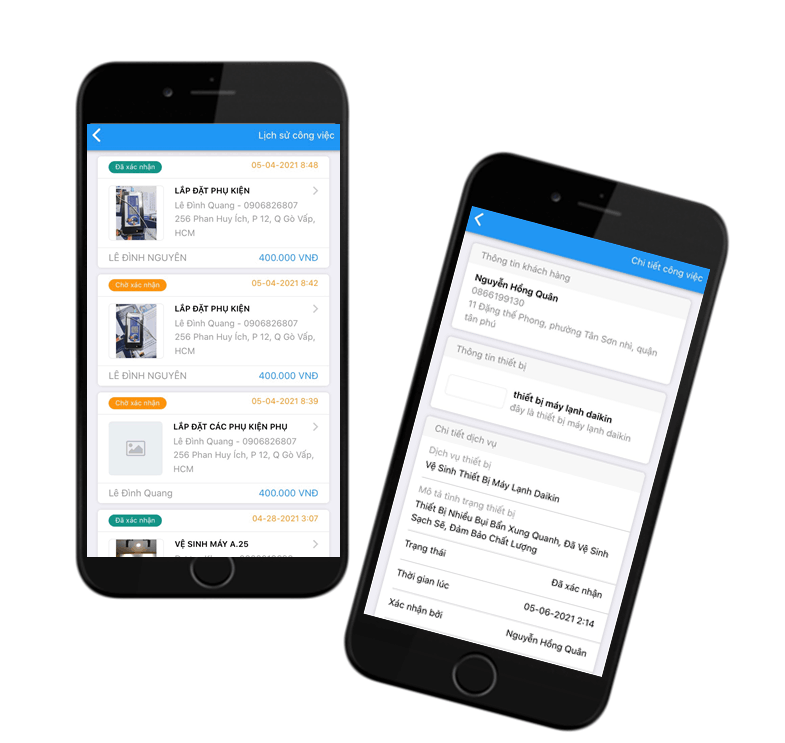 Lịch sử công việc
Đã xác nhận
05-04-2021 8:48
LẮP ĐẶT PHỤ KIỆN
Lê Đình Quang - 0906826807
256 Phan Huy Ích, P 12, Q Gò Vấp,
HCM
LÊ ĐÌNH NGUYÊN
400.000 VNĐ
Chờ xác nhận
05-04-2021 8:42
LẮP ĐẶT PHỤ KIỆN
Lê Đình Quang - 0906826807
256 Phan Huy Ích, P 12, Q Gò Vấp,
HCM
LÊ ĐÌNH NGUYÊN
400.000 VNĐ
Chờ xác nhận
05-04-2021 8:39
LẮP ĐẶT CÁC PHỤ KIỆN PHỤ
Lê Đình Quang - 0906826807
256 Phan Huy Ích, P 12, Q Gò Vấp,
HCM
Lê Đình Quang
400.000 VNĐ
Đã xác nhận
04-28-2021 3:07
VỆ SINH MÁY A.25
Chi tiết công việc
Thông tin khách hàng
Nguyễn Hồng Quân
0866199130
11 Đặng thế Phong, phường Tân Sơn nhì, quận
tân phú
Thông tin thiết bị
thiết bị máy lạnh daikin
đây là thiết bị máy lạnh daikin
Chi tiết dịch vụ
Dịch vụ thiết bị
Vệ Sinh Thiết Bị Máy Lạnh Daikin
Mô tả tình trạng thiết bị
Thiết Bị Nhiều Bụi Bẩn Xung Quanh, Đã Vệ Sinh
Sạch Sẽ, Đảm Bảo Chất Lượng
Trạng thái
Đã xác nhận
Thời gian lúc
05-06-2021 2:14
Xác nhận bởi
Nguyễn Hồng Quân